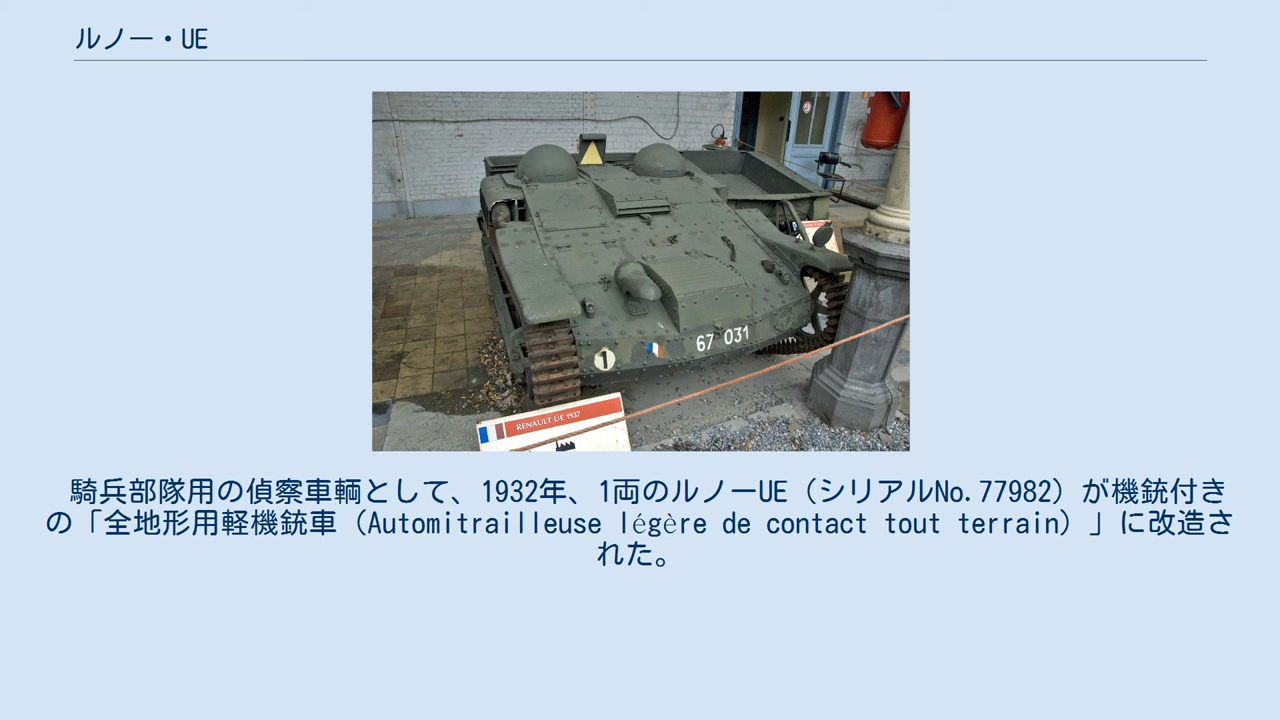 ルノー・UE
67 031
1
RENAULT UE 1937
騎兵部隊用の偵察車輌として、1932年、1両のルノーUE（シリアルNo.77982）が機銃付き
の「全地形用軽機銃車（Automitrailleuse légère de contact tout terrain）」に改造さ
れた。